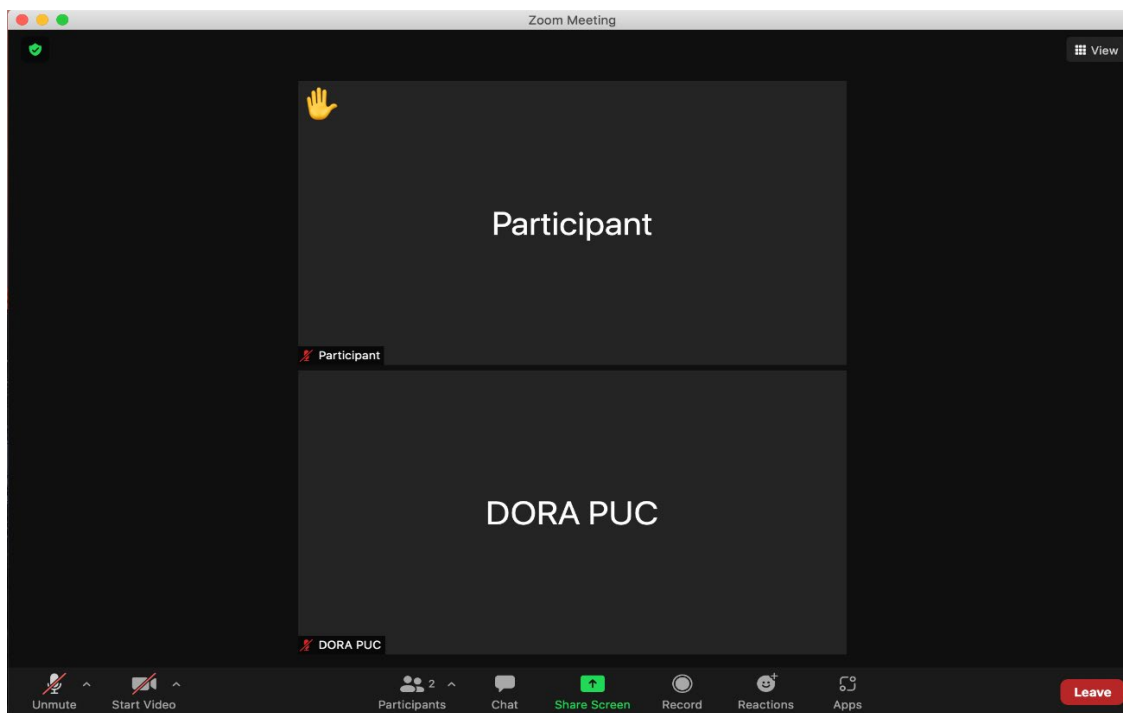 Zoom Meeting
View
Participant
Participant
DORA PUC
DORA PUC
Unmute
Start Video
Participants
2
Chat
Share Screen
Record
Reactions
Apps
Leave